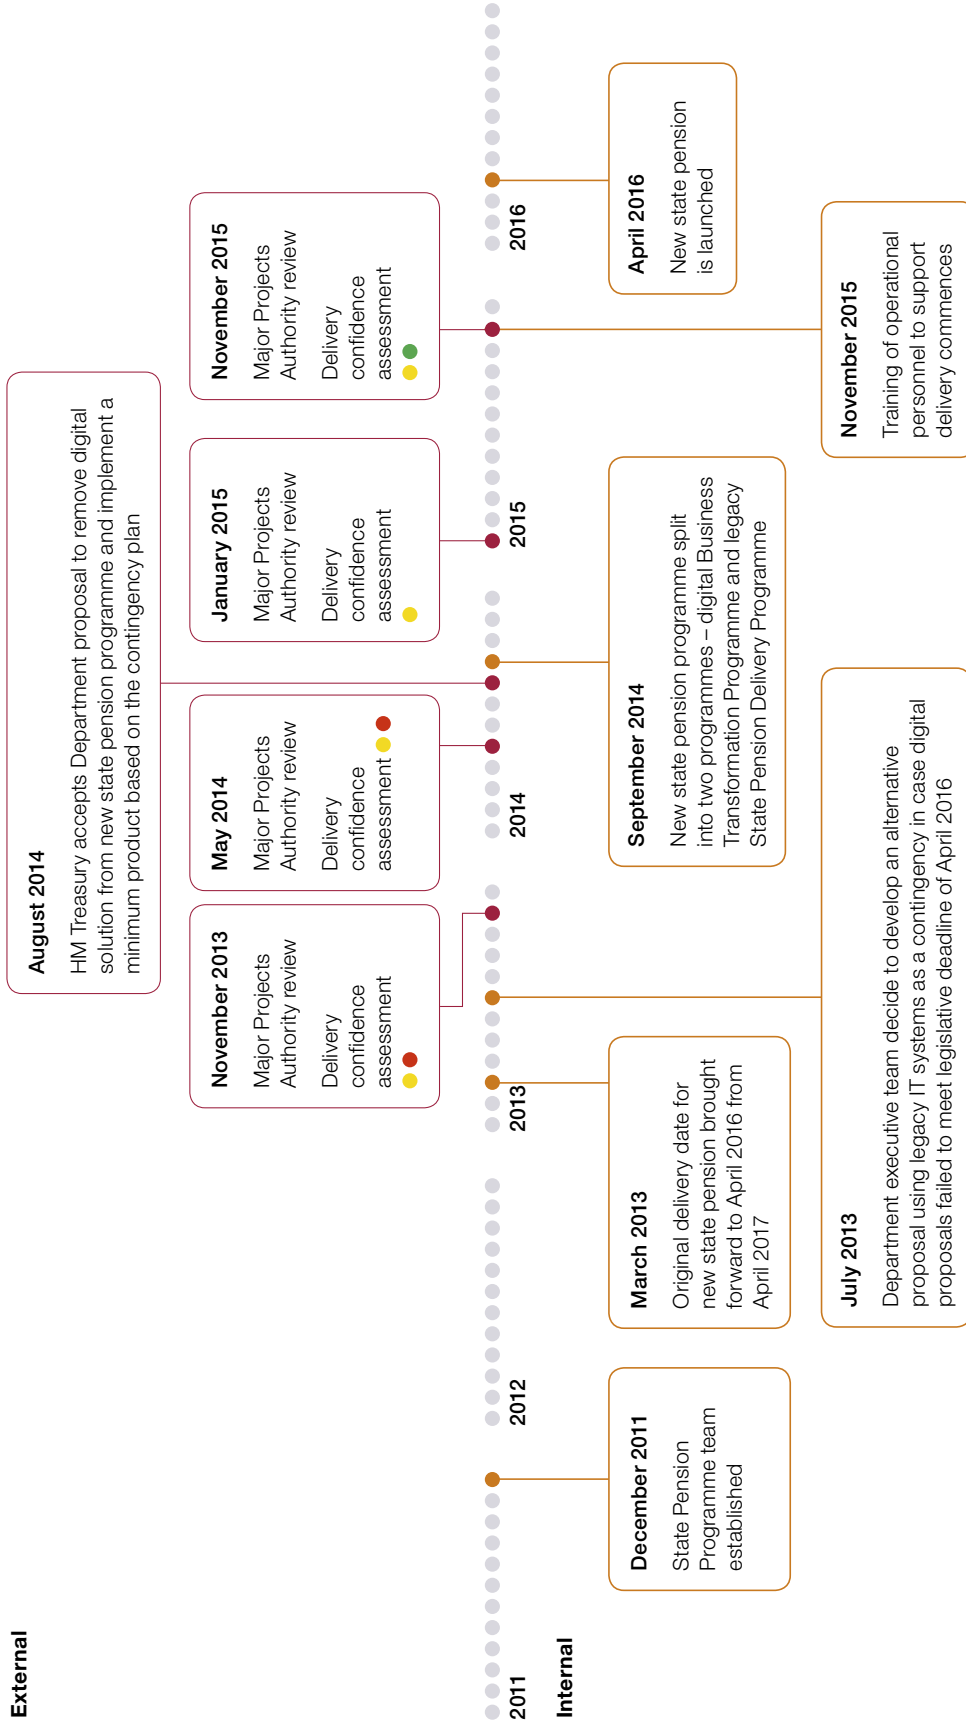 External
August 2014
HM Treasury accepts Department proposal to remove digital
solution from new state pension programme and implement a
minimum product based on the contingency plan
November 2013
Major Projects
Authority review
Delivery
confidence
assessment
May 2014
Major Projects
Authority review
Delivery
confidence
assessment
January 2015
Major Projects
Authority review
Delivery
confidence
assessment
November 2015
Major Projects
Authority review
Delivery
confidence
assessment
2011
2012
2013
2014
2015
2016
Internal
December 2011
State Pension
Programme team
established
March 2013
Original delivery date for
new state pension brought
forward to April 2016 from
April 2017
September 2014
New state pension programme split
into two programmes – digital Business
Transformation Programme and legacy
State Pension Delivery Programme
April 2016
New state pension
is launched
July 2013
Department executive team decide to develop an alternative
proposal using legacy IT systems as a contingency in case digital
proposals failed to meet legislative deadline of April 2016
November 2015
Training of operational
personnel to support
delivery commences